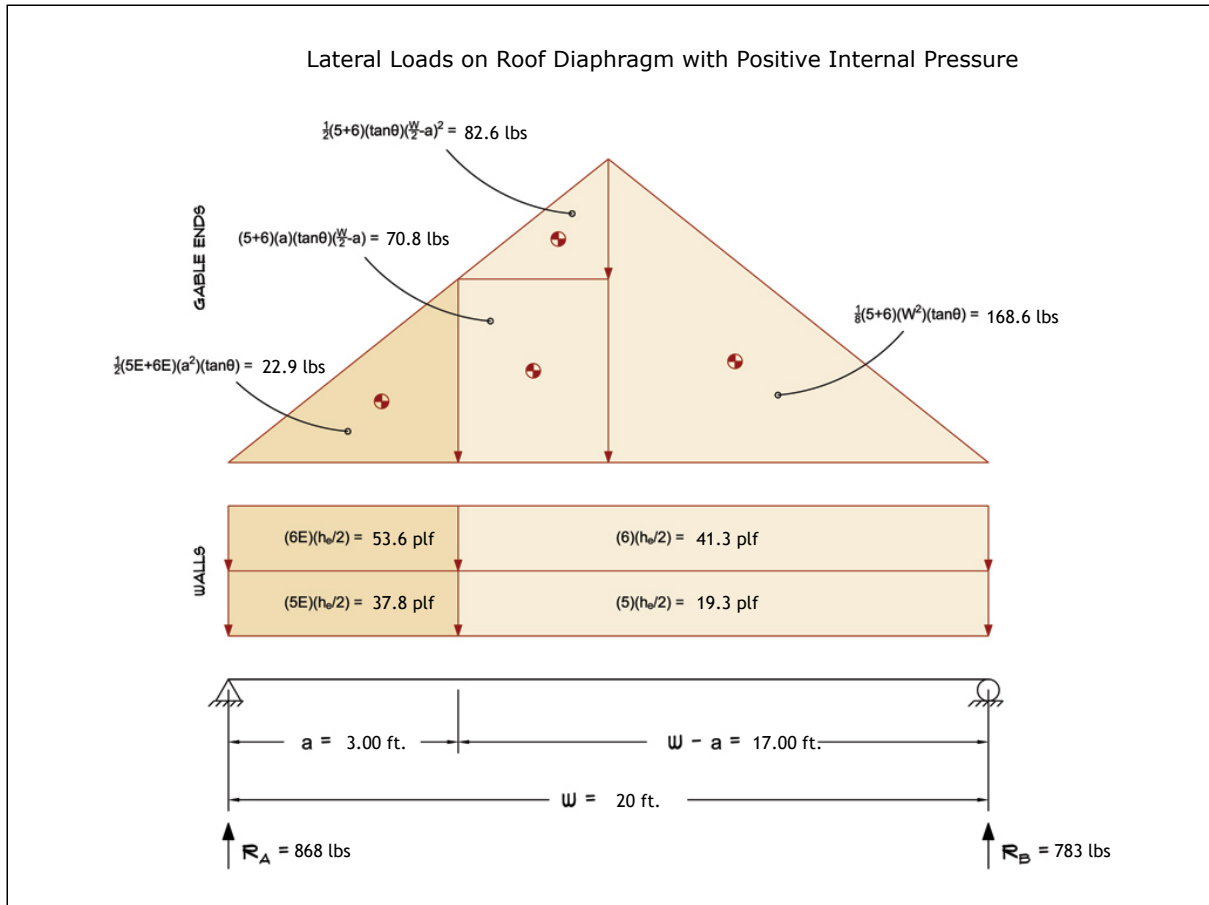 Lateral Loads on Roof Diaphragm with Positive Internal Pressure
½(5+6)(tanθ)(W/2-a)² = 82.6 lbs
GABLE ENDS
(5+6)(a)(tanθ)(W/2-a) = 70.8 lbs
⅛(5+6)(W²)(tanθ) = 168.6 lbs
½(5E+6E)(a²)(tanθ) = 22.9 lbs
WALLS
(6E)(hₑ/2) = 53.6 plf
(6)(hₑ/2) = 41.3 plf
(5E)(hₑ/2) = 37.8 plf
(5)(hₑ/2) = 19.3 plf
a = 3.00 ft.
W - a = 17.00 ft.
W = 20 ft.
R_A = 868 lbs
R_B = 783 lbs